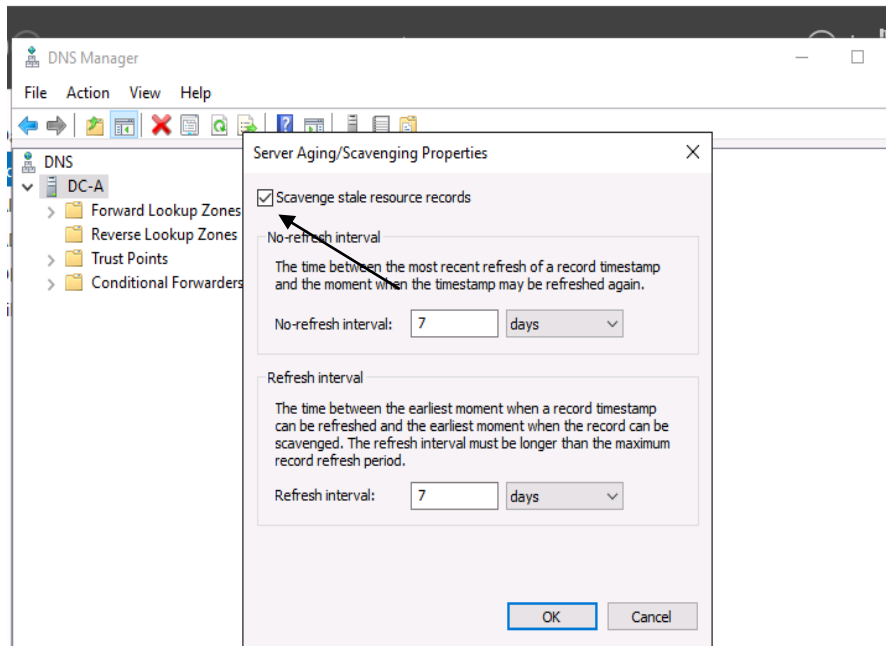 DNS Manager
File Action View Help
DNS
DC-A
Forward Lookup Zones
Reverse Lookup Zones
Trust Points
Conditional Forwarders
Server Aging/Scavenging Properties
Scavenge stale resource records
No-refresh interval
The time between the most recent refresh of a record timestamp
and the moment when the timestamp may be refreshed again.
No-refresh interval: 7 days
Refresh interval
The time between the earliest moment when a record timestamp
can be refreshed and the earliest moment when the record can be
scavenged. The refresh interval must be longer than the maximum
record refresh period.
Refresh interval: 7 days
OK Cancel